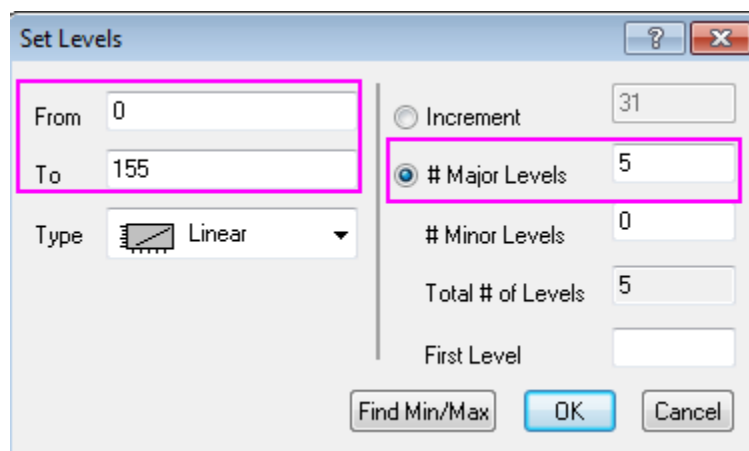 Set Levels
?
From 0
To 155
Type Linear
Increment 31
# Major Levels 5
# Minor Levels 0
Total # of Levels 5
First Level
Find Min/Max OK Cancel